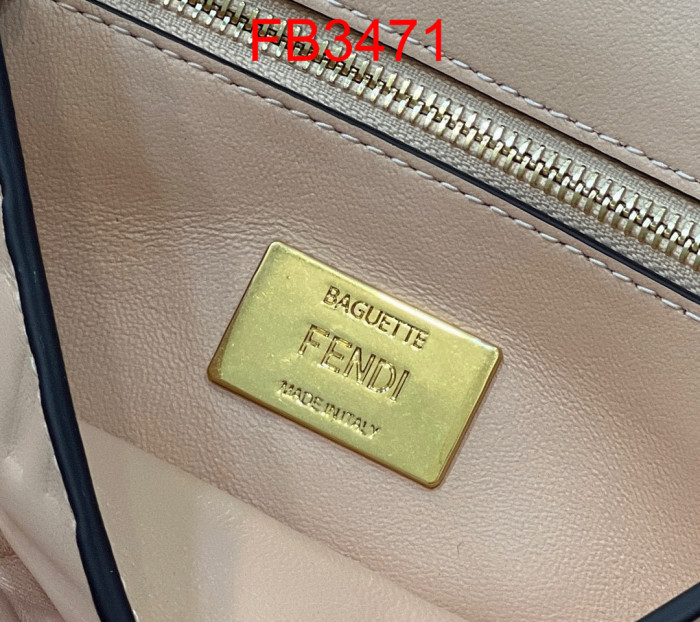 FB3471
BAGUETTE
FENDI
MADE IN ITALY